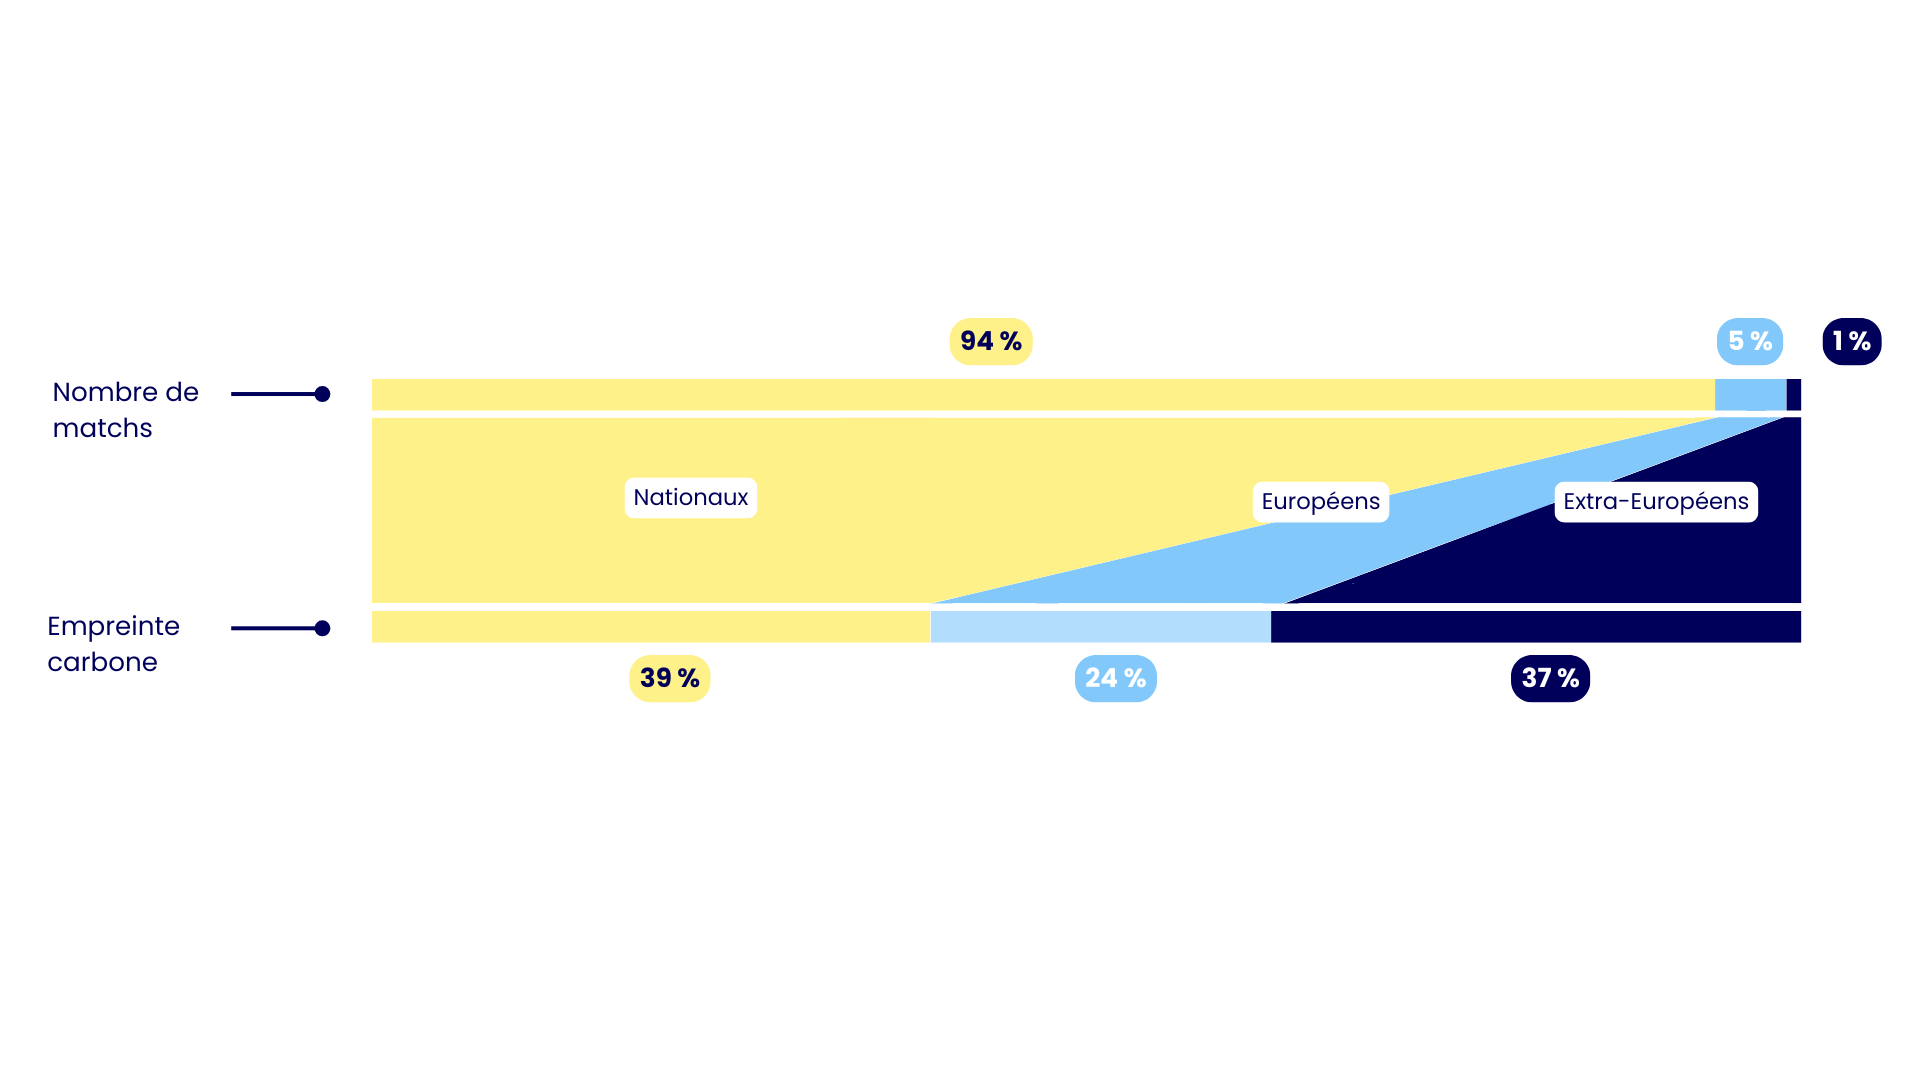 94 %
5 %
1 %
Nombre de
matchs
Nationaux
Européens
Extra-Européens
Empreinte
carbone
39 %
24 %
37 %